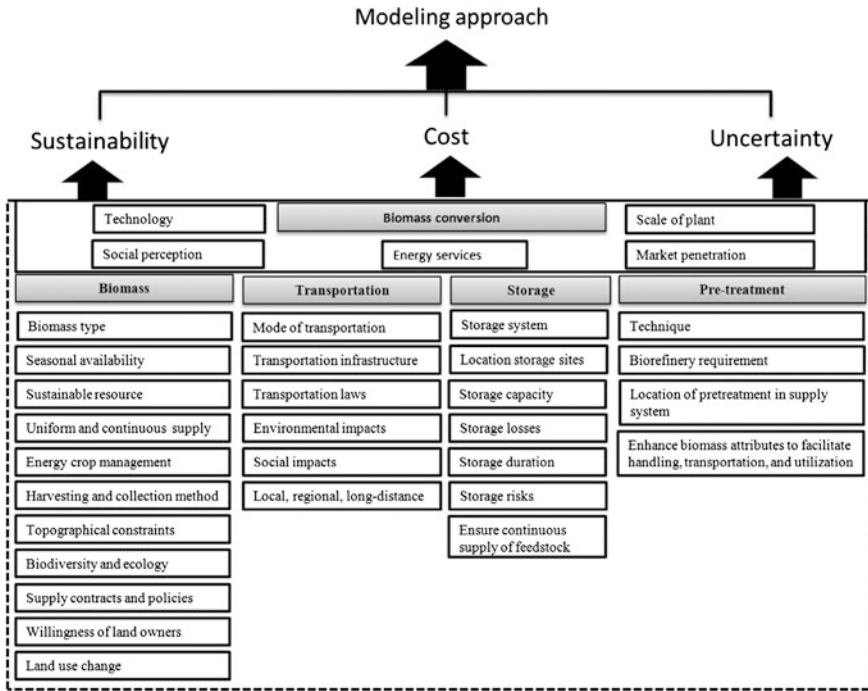 Modeling approach
Sustainability
Cost
Uncertainty
Technology
Biomass conversion
Scale of plant
Social perception
Energy services
Market penetration
Biomass
Biomass type
Seasonal availability
Sustainable resource
Uniform and continuous supply
Energy crop management
Harvesting and collection method
Topographical constraints
Biodiversity and ecology
Supply contracts and policies
Willingness of land owners
Land use change
Transportation
Mode of transportation
Transportation infrastructure
Transportation laws
Environmental impacts
Social impacts
Local, regional, long-distance
Storage
Storage system
Location storage sites
Storage capacity
Storage losses
Storage duration
Storage risks
Ensure continuous
supply of feedstock
Pre-treatment
Technique
Biorefinery requirement
Location of pretreatment in supply
system
Enhance biomass attributes to facilitate
handling, transportation, and utilization